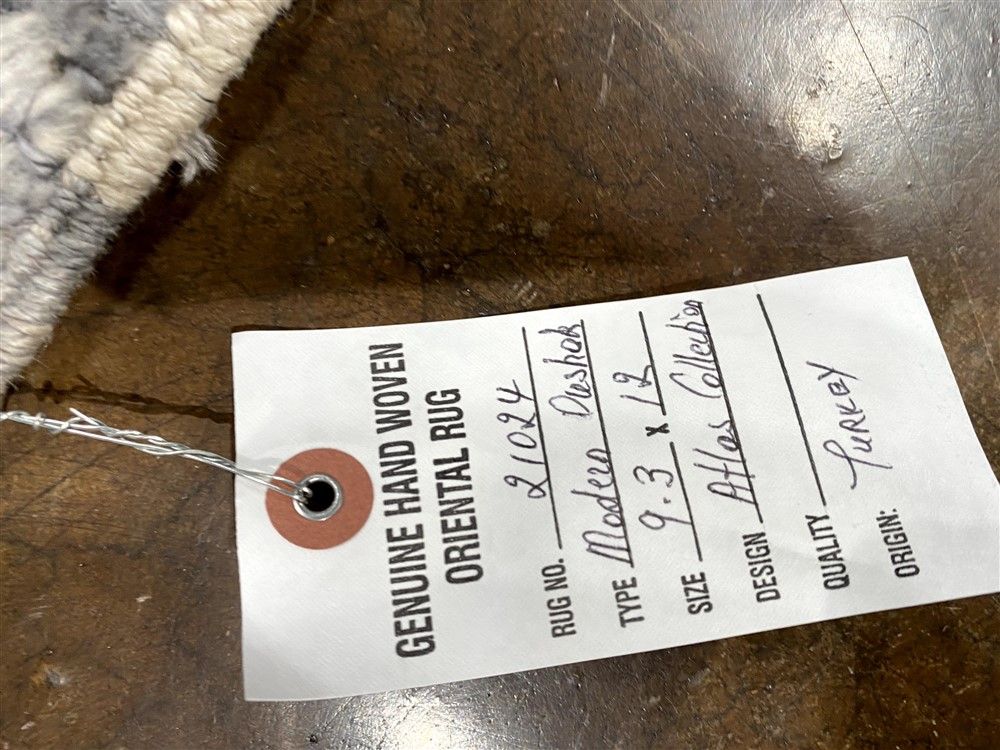 GENUINE HAND WOVEN
ORIENTAL RUG
RUG NO. 21024
TYPE Modern Oushak
SIZE 9.3 x 12
DESIGN Atlas Collection
QUALITY
ORIGIN: TURKEY